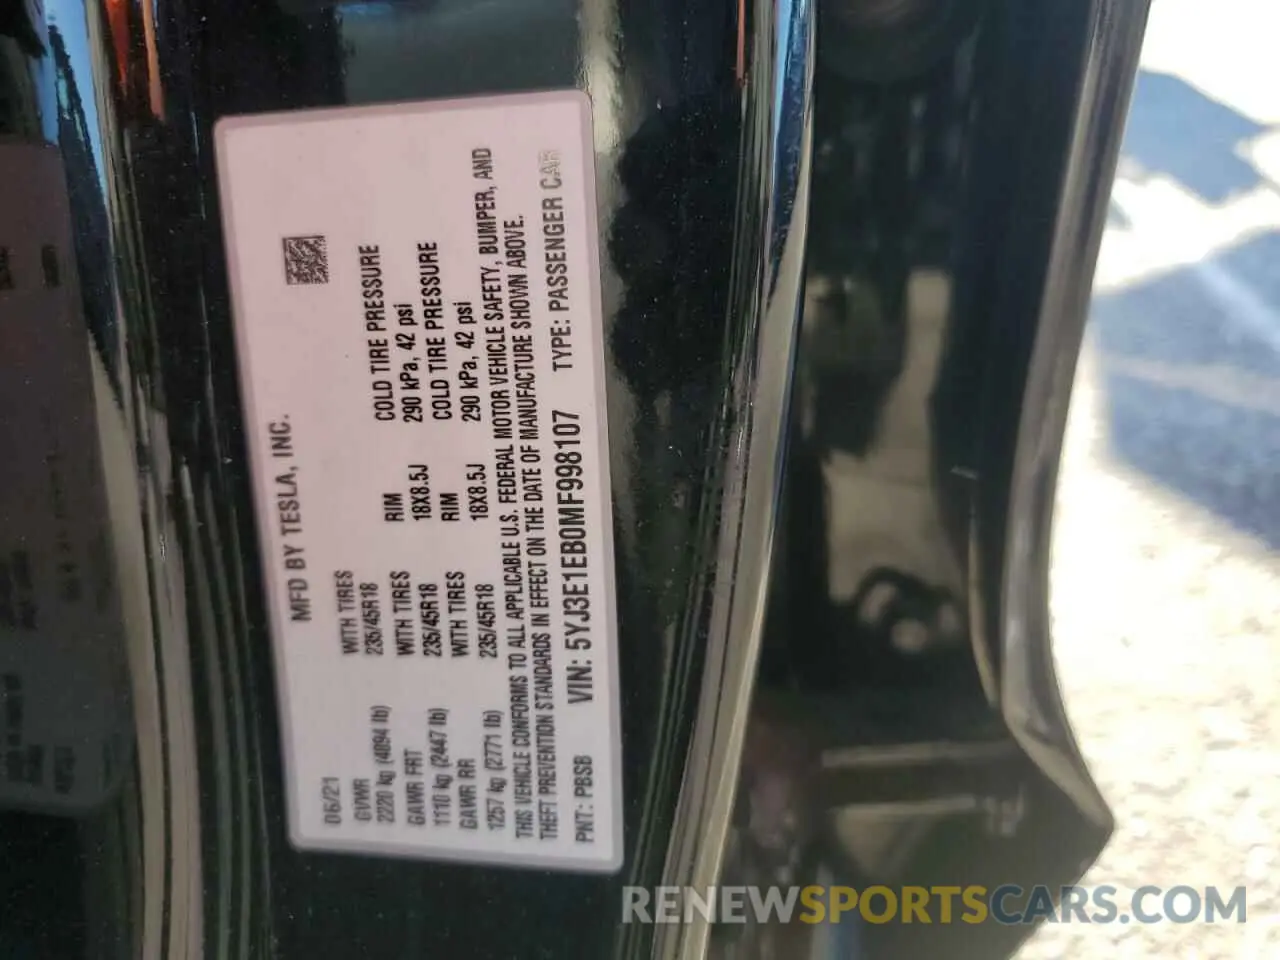 MFD BY TESLA, INC.
06/21
GVWR WITH TIRES RIM COLD TIRE PRESSURE
2220 kg (4894 lb) 235/45R18 18X8.5J 290 kPa, 42 psi
GAWR FRT WITH TIRES RIM COLD TIRE PRESSURE
1110 kg (2447 lb) 235/45R18 18X8.5J 290 kPa, 42 psi
GAWR RR WITH TIRES
1257 kg (2771 lb) 235/45R18
THIS VEHICLE CONFORMS TO ALL APPLICABLE U.S. FEDERAL MOTOR VEHICLE SAFETY, BUMPER, AND
THEFT PREVENTION STANDARDS IN EFFECT ON THE DATE OF MANUFACTURE SHOWN ABOVE.
PNT: PBSB VIN: 5YJ3E1EB0MF998107 TYPE: PASSENGER CAR
RENEWSPORTSCARS.COM